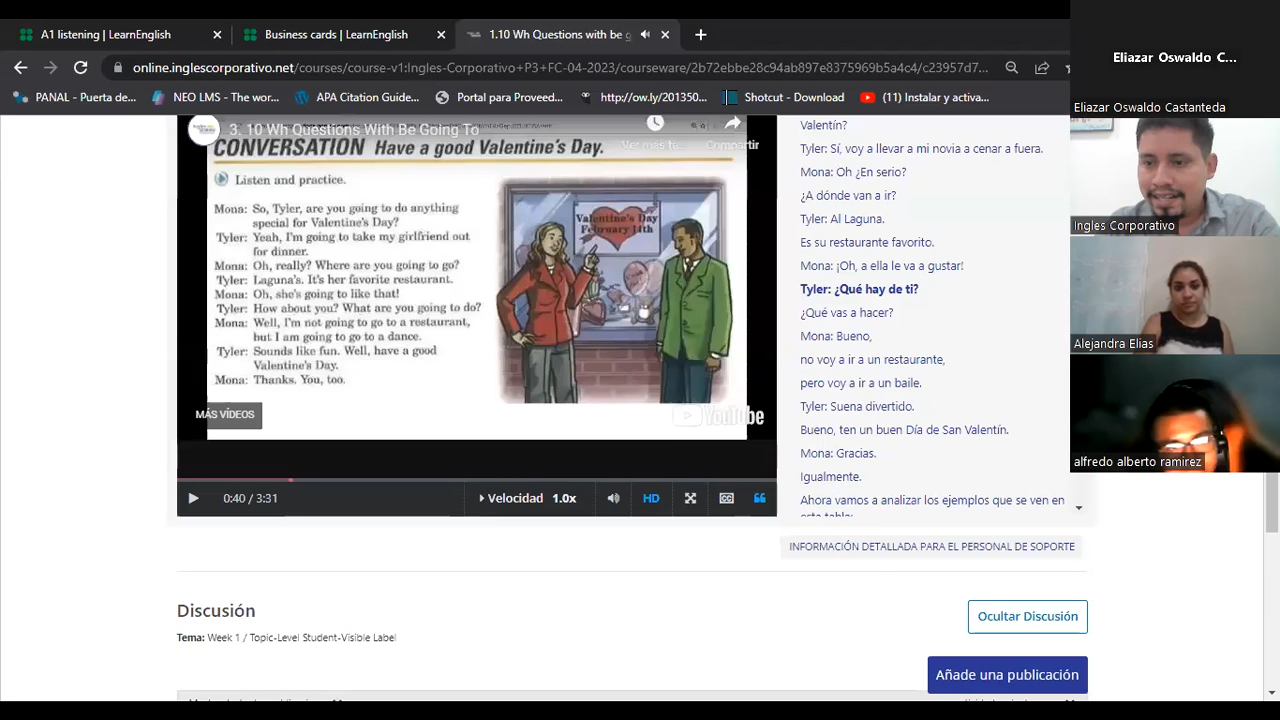 A1 listening | LearnEnglish
Business cards | LearnEnglish
1.10 Wh Questions with be g
online.inglescorporativo.net/courses/course-v1:Ingles-Corporativo+P3+FC-04-2023/courseware/2b72ebbe28c94ab897e8375969b5a4c4/c23957d7...
PANAL - Puerta de...
NEO LMS - The wor...
APA Citation Guide...
Portal para Proveed...
http://ow.ly/201350...
Shotcut - Download
(11) Instalar y activa...
3. 10 Wh Questions With Be Going To
Ver más ta...
Compartir
CONVERSATION Have a good Valentine's Day.
Listen and practice.
Mona: So, Tyler, are you going to do anything
special for Valentine's Day?
Tyler: Yeah, I'm going to take my girlfriend out
for dinner.
Mona: Oh, really? Where are you going to go?
Tyler: Laguna's. It's her favorite restaurant.
Mona: Oh, she's going to like that!
Tyler: How about you? What are you going to do?
Mona: Well, I'm not going to go to a restaurant,
but I am going to go to a dance.
Tyler: Sounds like fun. Well, have a good
Valentine's Day.
Mona: Thanks. You, too.
Valentine's Day
February 14th
MÁS VÍDEOS
YouTube
0:40 / 3:31
Velocidad 1.0x
HD
CC
Valentín?
Tyler: Sí, voy a llevar a mi novia a cenar a fuera.
Mona: Oh ¿En serio?
¿A dónde van a ir?
Tyler: Al Laguna.
Es su restaurante favorito.
Mona: ¡Oh, a ella le va a gustar!
Tyler: ¿Qué hay de ti?
¿Qué vas a hacer?
Mona: Bueno,
no voy a ir a un restaurante,
pero voy a ir a un baile.
Tyler: Suena divertido.
Bueno, ten un buen Día de San Valentín.
Mona: Gracias.
Igualmente.
Ahora vamos a analizar los ejemplos que se ven en
esta tabla:
INFORMACIÓN DETALLADA PARA EL PERSONAL DE SOPORTE
Discusión
Ocultar Discusión
Tema: Week 1 / Topic-Level Student-Visible Label
Añade una publicación
Eliazar Oswaldo C...
Eliazar Oswaldo Castanteda
Ingles Corporativo
Alejandra Elias
alfredo alberto ramirez